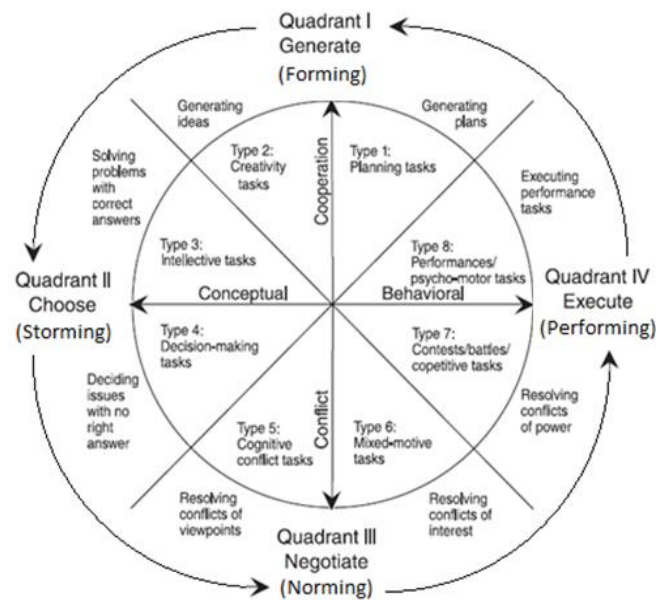 Quadrant I
Generate
(Forming)
Generating
ideas
Generating
plans
Solving
problems
with
correct
answers
Type 2:
Creativity
tasks
Cooperation
Type 1:
Planning tasks
Executing
performance
tasks
Type 3:
Intellective tasks
Type 8:
Performances/
psycho-motor tasks
Quadrant II
Choose
(Storming)
Conceptual
Behavioral
Quadrant IV
Execute
(Performing)
Type 4:
Decision-making
tasks
Type 7:
Contests/battles/
copetitive tasks
Deciding
issues
with no
right
answer
Type 5:
Cognitive
conflict tasks
Conflict
Type 6:
Mixed-motive
tasks
Resolving
conflicts
of power
Resolving
conflicts of
viewpoints
Resolving
conflicts of
interest
Quadrant III
Negotiate
(Norming)